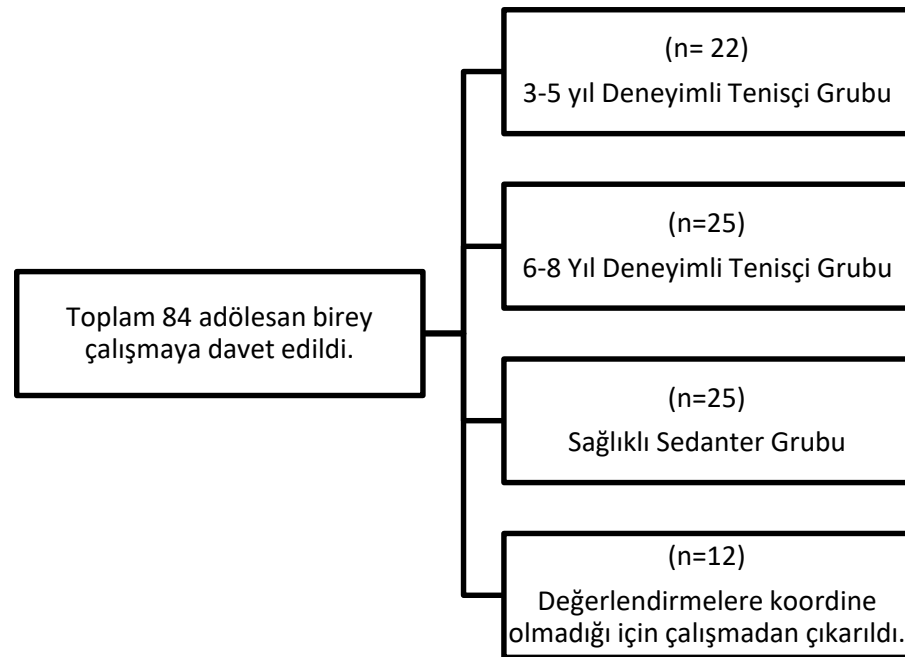 Toplam 84 adölesan birey
çalışmaya davet edildi.
(n= 22)
3-5 yıl Deneyimli Tenisçi Grubu
(n=25)
6-8 Yıl Deneyimli Tenisçi Grubu
(n=25)
Sağlıklı Sedanter Grubu
(n=12)
Değerlendirmelere koordine
olmadığı için çalışmadan çıkarıldı.